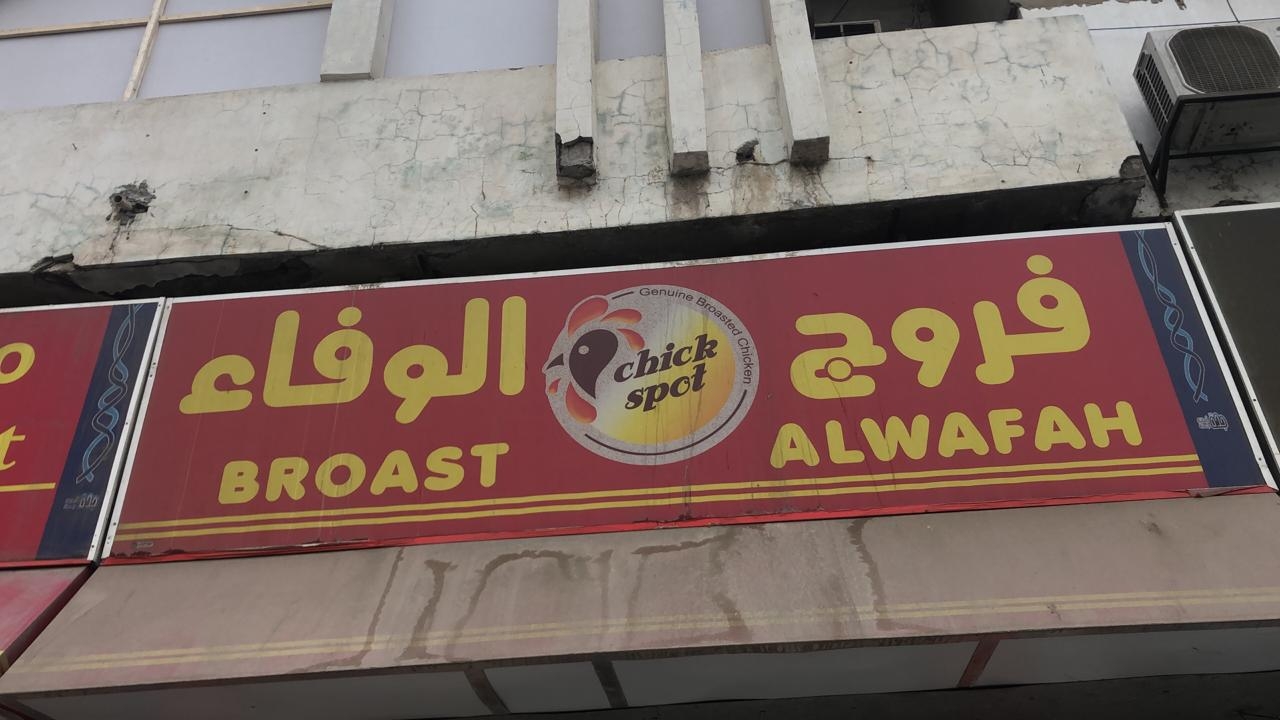 فروج الوفاء
BROAST ALWAFAH
Genuine Broasted Chicken
chick
spot
o
t